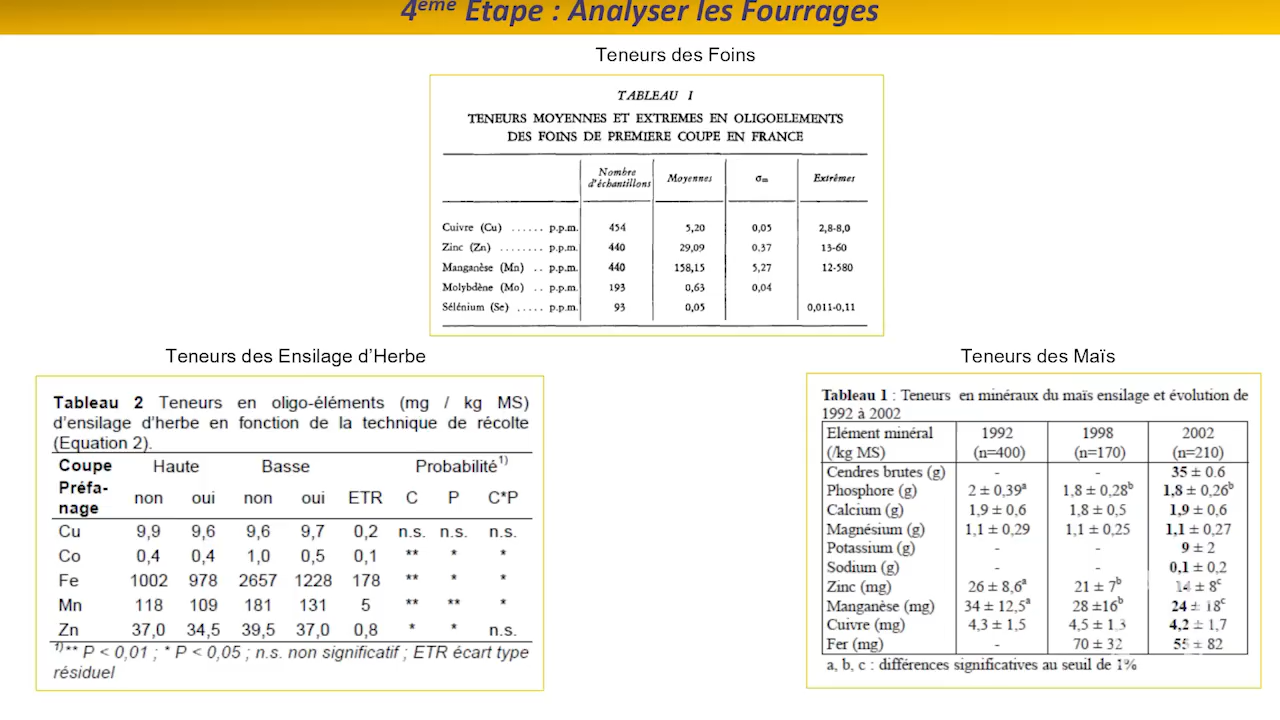 4ème Etape : Analyser les Fourrages
Teneurs des Foins
TABLEAU I
TENEURS MOYENNES ET EXTREMES EN OLIGOELEMENTS
DES FOINS DE PREMIERE COUPE EN FRANCE
Nombre d'échantillons Moyennes σm Extrêmes
Cuivre (Cu) ...... p.p.m. 454 5,20 0,05 2,8-8,0
Zinc (Zn) ........ p.p.m. 440 29,09 0,37 13-60
Manganèse (Mn) .. p.p.m. 440 158,15 5,27 12-580
Molybdène (Mo) .. p.p.m. 193 0,63 0,04
Sélénium (Se) ..... p.p.m. 93 0,05 0,011-0,11
Teneurs des Ensilage d'Herbe
Tableau 2 Teneurs en oligo-éléments (mg / kg MS)
d'ensilage d'herbe en fonction de la technique de récolte
(Equation 2).
Coupe Haute Basse Probabilité1)
Préfa-
nage non oui non oui ETR C P C*P
Cu 9,9 9,6 9,6 9,7 0,2 n.s. n.s. n.s.
Co 0,4 0,4 1,0 0,5 0,1 ** * *
Fe 1002 978 2657 1228 178 ** * *
Mn 118 109 181 131 5 ** ** *
Zn 37,0 34,5 39,5 37,0 0,8 * * n.s.
1)** P < 0,01 ; * P < 0,05 ; n.s. non significatif ; ETR écart type
résiduel
Teneurs des Maïs
Tableau 1 : Teneurs en minéraux du maïs ensilage et évolution de
1992 à 2002
Elément minéral 1992 1998 2002
(/kg MS) (n=400) (n=170) (n=210)
Cendres brutes (g) - - 35 ± 0.6
Phosphore (g) 2 ± 0,39a 1,8 ± 0,28b 1,8 ± 0,26b
Calcium (g) 1,9 ± 0,6 1,8 ± 0,5 1,9 ± 0,6
Magnésium (g) 1,1 ± 0,29 1,1 ± 0,25 1,1 ± 0,27
Potassium (g) - - 9 ± 2
Sodium (g) - - 0,1 ± 0,2
Zinc (mg) 26 ± 8,6a 21 ± 7b 14 ± 8c
Manganèse (mg) 34 ± 12,5a 28 ±16b 24 ± 18c
Cuivre (mg) 4,3 ± 1,5 4,5 ± 1.3 4,2 ± 1,7
Fer (mg) - 70 ± 32 55 ± 82
a, b, c : différences significatives au seuil de 1%